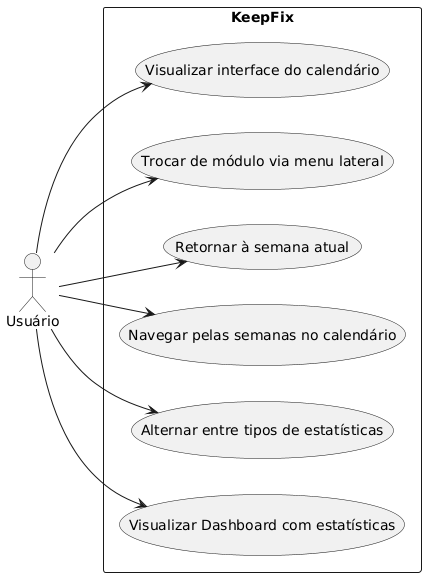 KeepFix
Visualizar interface do calendário
Trocar de módulo via menu lateral
Retornar à semana atual
Usuário
Navegar pelas semanas no calendário
Alternar entre tipos de estatísticas
Visualizar Dashboard com estatísticas